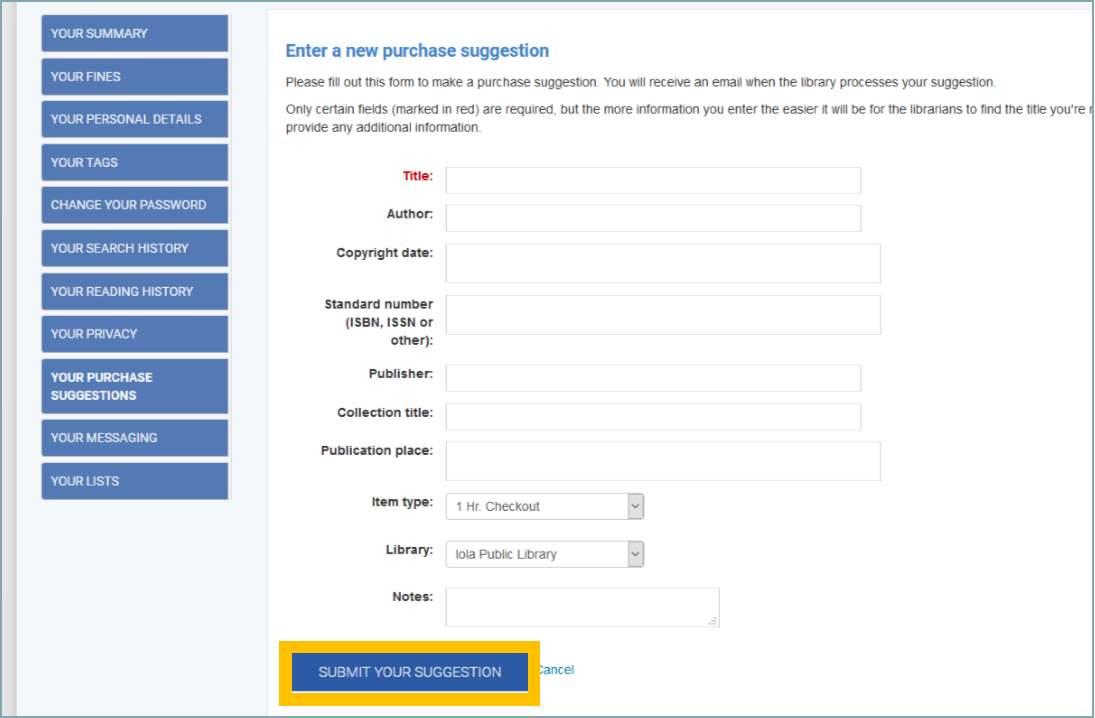 YOUR SUMMARY
YOUR FINES
YOUR PERSONAL DETAILS
YOUR TAGS
CHANGE YOUR PASSWORD
YOUR SEARCH HISTORY
YOUR READING HISTORY
YOUR PRIVACY
YOUR PURCHASE
SUGGESTIONS
YOUR MESSAGING
YOUR LISTS
Enter a new purchase suggestion
Please fill out this form to make a purchase suggestion. You will receive an email when the library processes your suggestion.
Only certain fields (marked in red) are required, but the more information you enter the easier it will be for the librarians to find the title you're
provide any additional information.
Title:
Author:
Copyright date:
Standard number
(ISBN, ISSN or
other):
Publisher:
Collection title:
Publication place:
Item type: 1 Hr. Checkout
Library: Iola Public Library
Notes:
SUBMIT YOUR SUGGESTION Cancel